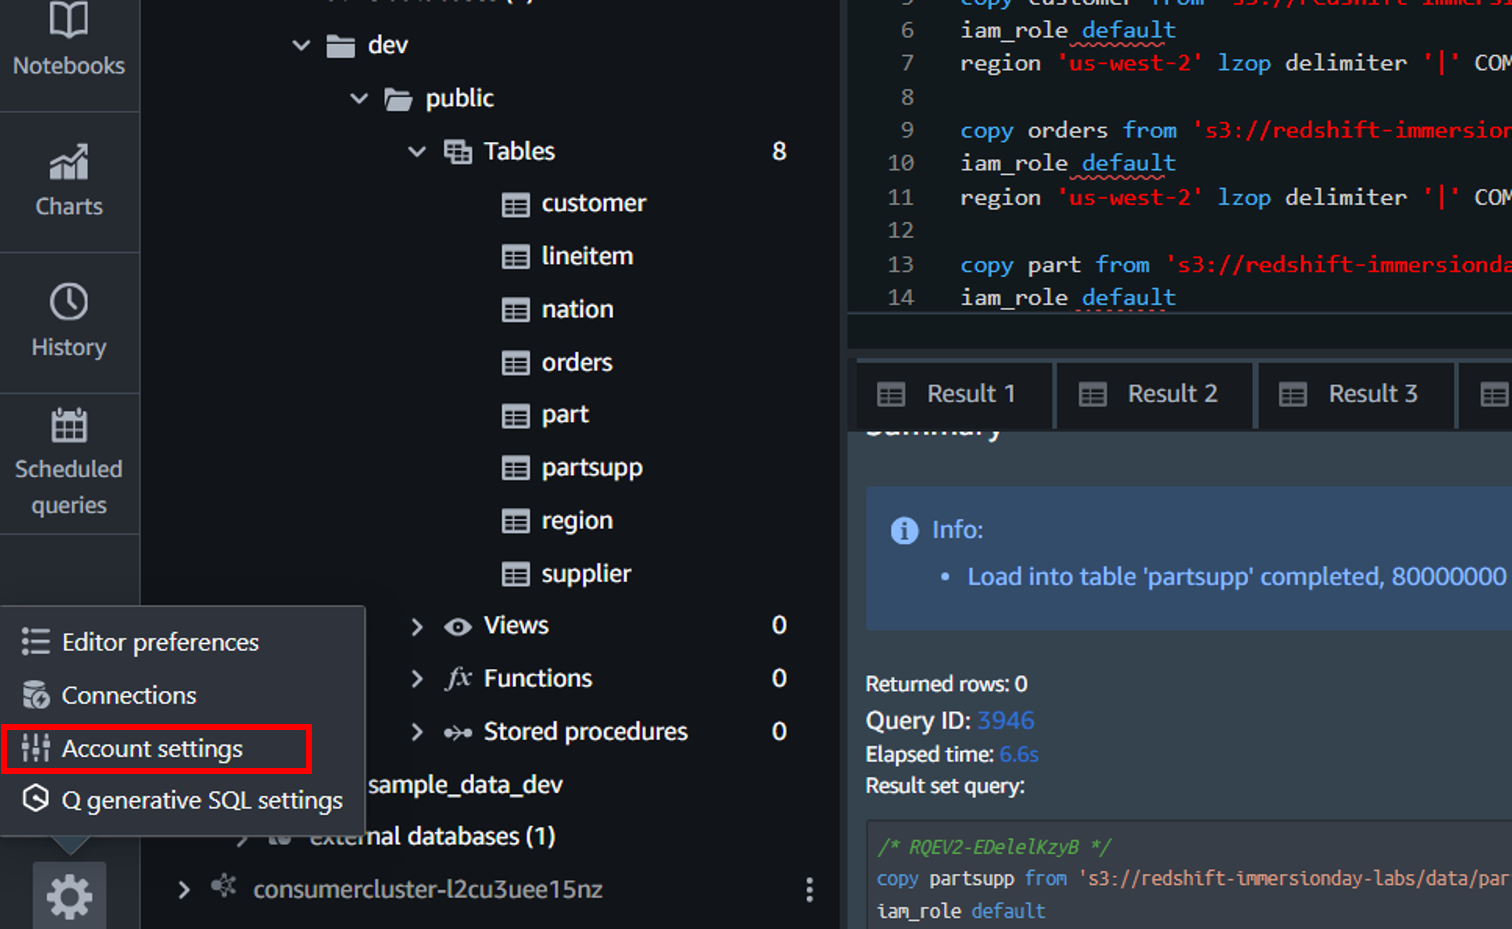 Notebooks
Charts
History
Scheduled
queries
dev
public
Tables 8
customer
lineitem
nation
orders
part
partsupp
region
supplier
Views 0
Functions 0
Stored procedures 0
sample_data_dev
external databases (1)
consumercluster-l2cu3uee15nz
Editor preferences
Connections
Account settings
Q generative SQL settings
6 iam_role default
7 region 'us-west-2' lzop delimiter '|' COM
8
9 copy orders from 's3://redshift-immersion
10 iam_role default
11 region 'us-west-2' lzop delimiter '|' COM
12
13 copy part from 's3://redshift-immersionda
14 iam_role default
Result 1
Result 2
Result 3
Summary
Info:
• Load into table 'partsupp' completed, 80000000
Returned rows: 0
Query ID: 3946
Elapsed time: 6.6s
Result set query:
/* RQEV2-EDelelKzyB */
copy partsupp from 's3://redshift-immersionday-labs/data/par
iam_role default